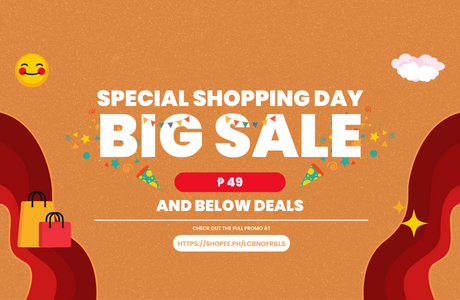 SPECIAL SHOPPING DAY
BIG SALE
₱ 49
AND BELOW DEALS
CHECK OUT THE FULL PROMO AT
HTTPS://SHOPEE.PH/LCBNOFRILLS